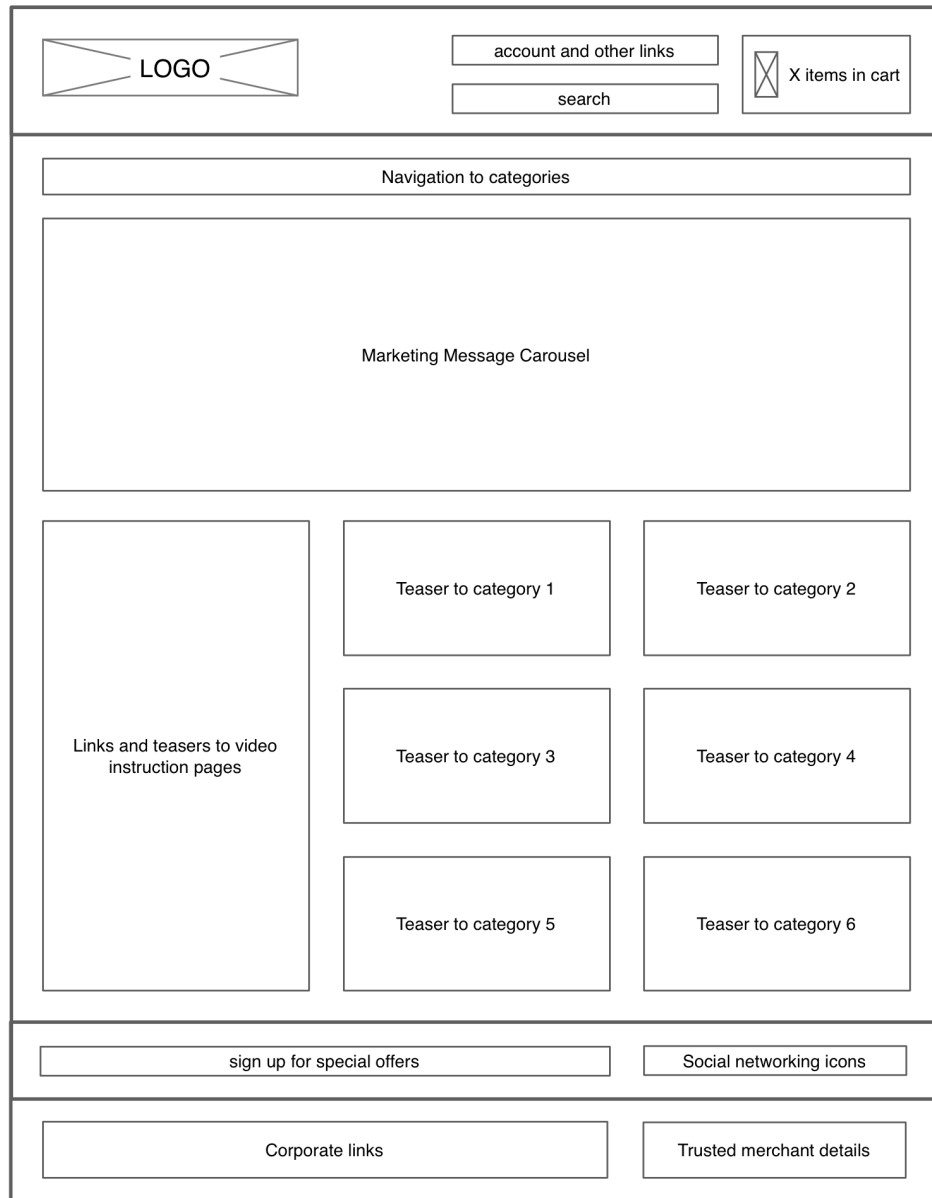 LOGO
account and other links
search
X items in cart
Navigation to categories
Marketing Message Carousel
Links and teasers to video
instruction pages
Teaser to category 1
Teaser to category 2
Teaser to category 3
Teaser to category 4
Teaser to category 5
Teaser to category 6
sign up for special offers
Social networking icons
Corporate links
Trusted merchant details